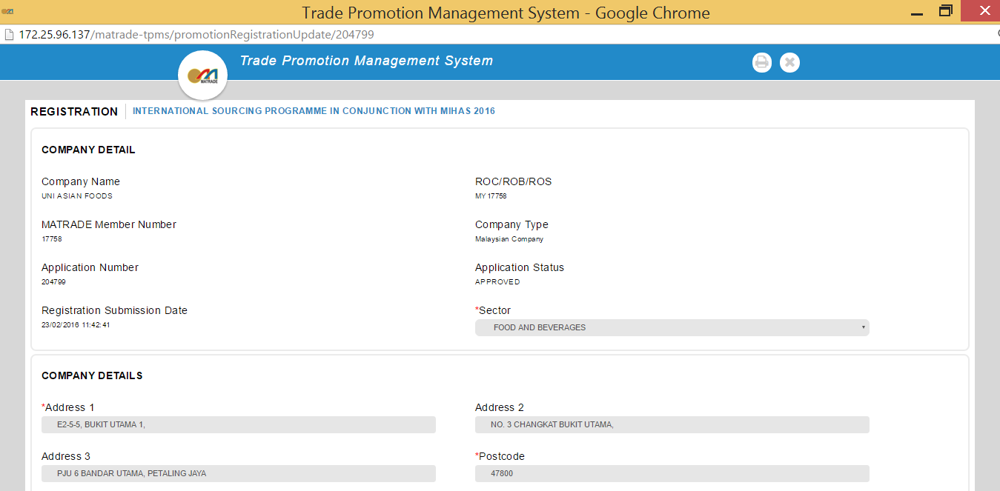 Trade Promotion Management System - Google Chrome
172.25.96.137/matrade-tpms/promotionRegistrationUpdate/204799
Trade Promotion Management System
MATRADE
REGISTRATION INTERNATIONAL SOURCING PROGRAMME IN CONJUNCTION WITH MIHAS 2016
COMPANY DETAIL
Company Name
UNI ASIAN FOODS
ROC/ROB/ROS
MY17758
MATRADE Member Number
17758
Company Type
Malaysian Company
Application Number
204799
Application Status
APPROVED
Registration Submission Date
23/02/2016 11:42:41
*Sector
FOOD AND BEVERAGES
COMPANY DETAILS
*Address 1
E2-5-5, BUKIT UTAMA 1,
Address 2
NO. 3 CHANGKAT BUKIT UTAMA,
Address 3
PJU 6 BANDAR UTAMA, PETALING JAYA
*Postcode
47800